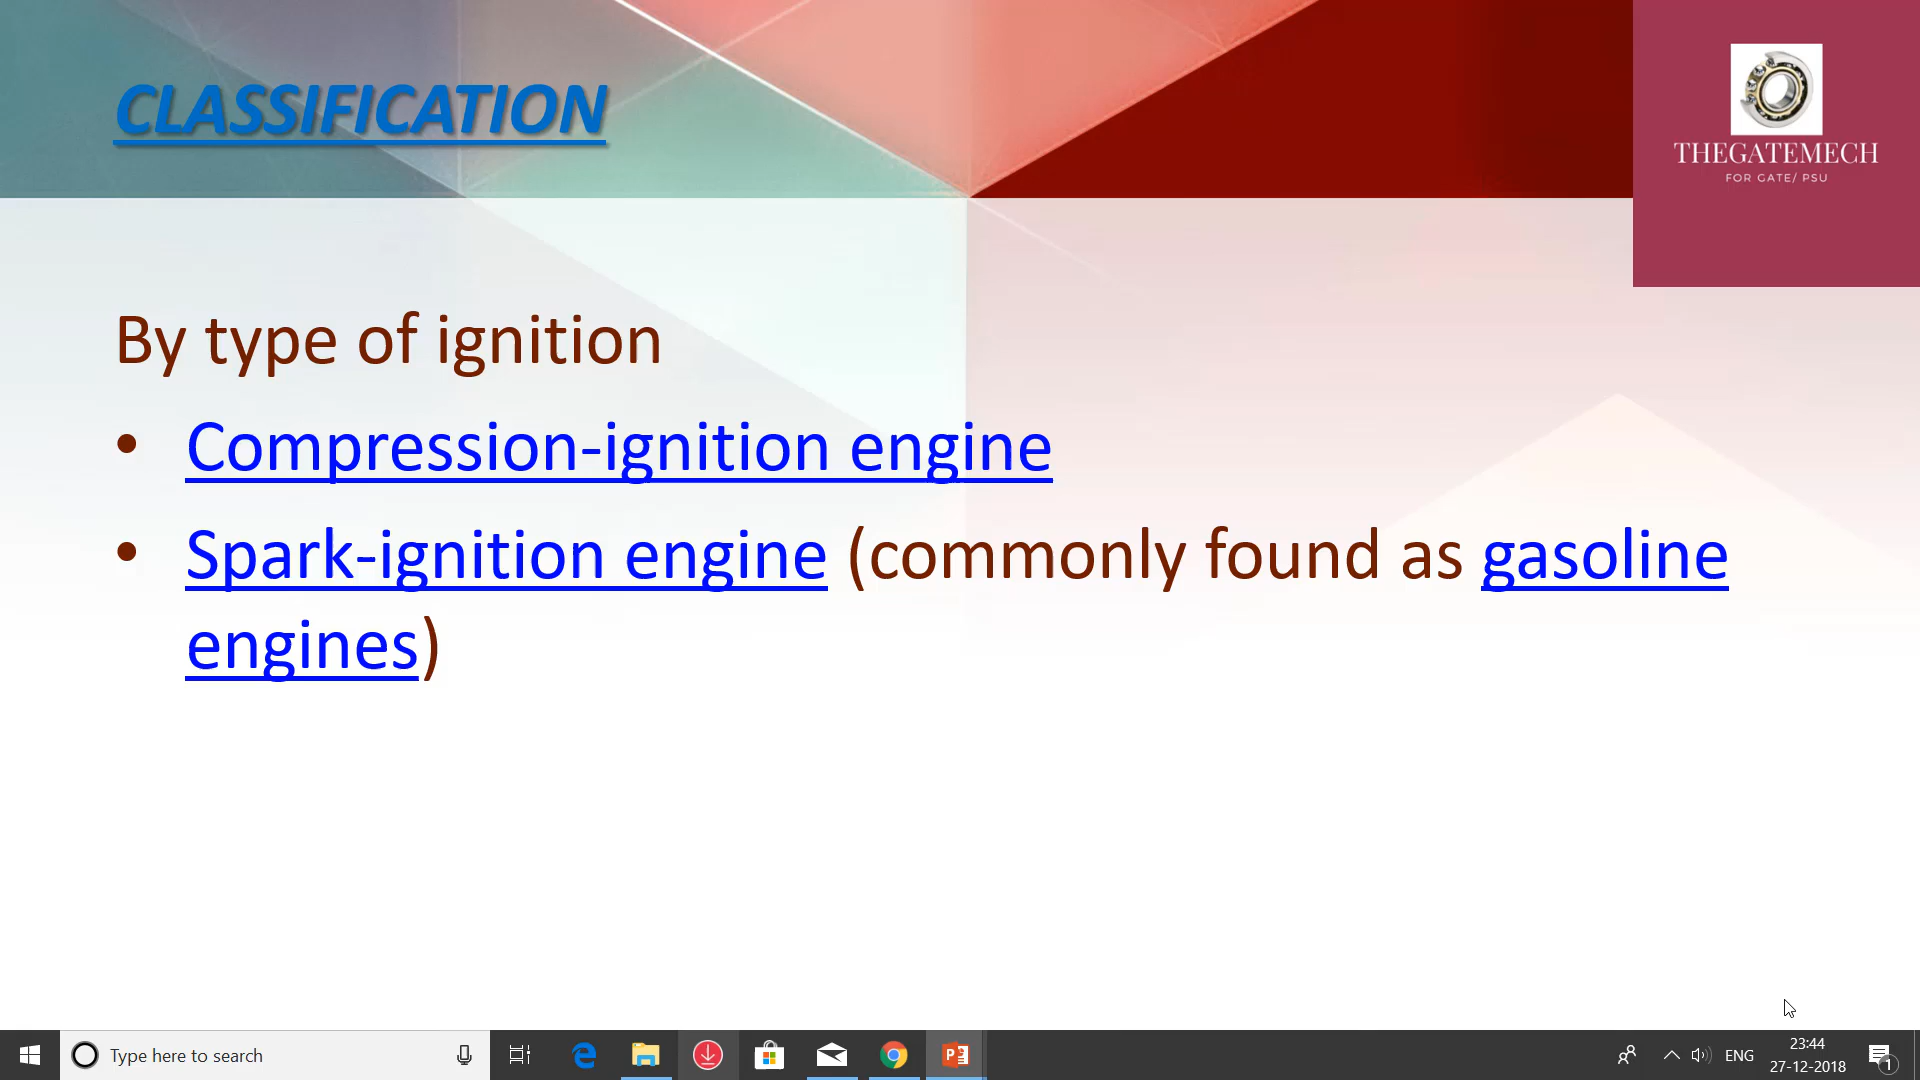 CLASSIFICATION
THEGATEMECH
FOR GATE/ PSU
By type of ignition
• Compression-ignition engine
• Spark-ignition engine (commonly found as gasoline
engines)
Type here to search
ENG
23:44
27-12-2018
1